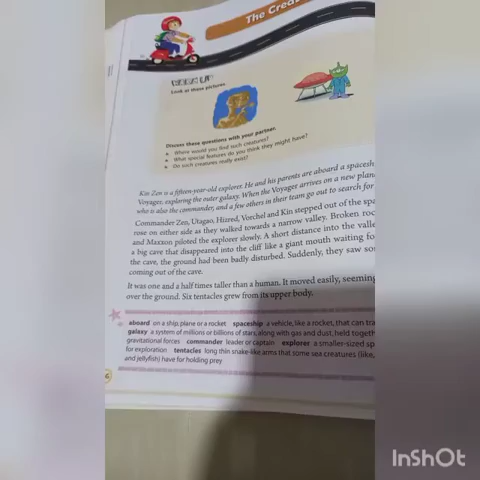 The Crea
WARM UP
Look at these pictures.
Discuss these questions with your partner.
Where would you find such creatures?
What special features do you think they might have?
Do such creatures really exist?
Kin Zen is a fifteen-year-old explorer. He and his parents are aboard a spacesh
Voyager, exploring the outer galaxy. When the Voyager arrives on a new plan
who is also the commander, and a few others in their team go out to search for
Commander Zen, Utagao, Hizred, Vorchel and Kin stepped out of the spa
rose on either side as they walked towards a narrow valley. Broken roc
and Maxxon piloted the explorer slowly. A short distance into the valle
a big cave that disappeared into the cliff like a giant mouth waiting fo
the cave, the ground had been badly disturbed. Suddenly, they saw so
coming out of the cave.
It was one and a half times taller than a human. It moved easily, seeming
over the ground. Six tentacles grew from its upper body.
aboard on a ship, plane or a rocket spaceship a vehicle, like a rocket, that can tra
galaxy a system of millions or billions of stars, along with gas and dust, held togeth
gravitational forces commander leader or captain explorer a smaller-sized sp
for exploration tentacles long thin snake-like arms that some sea creatures (like,
and jellyfish) have for holding prey
6
InShOt